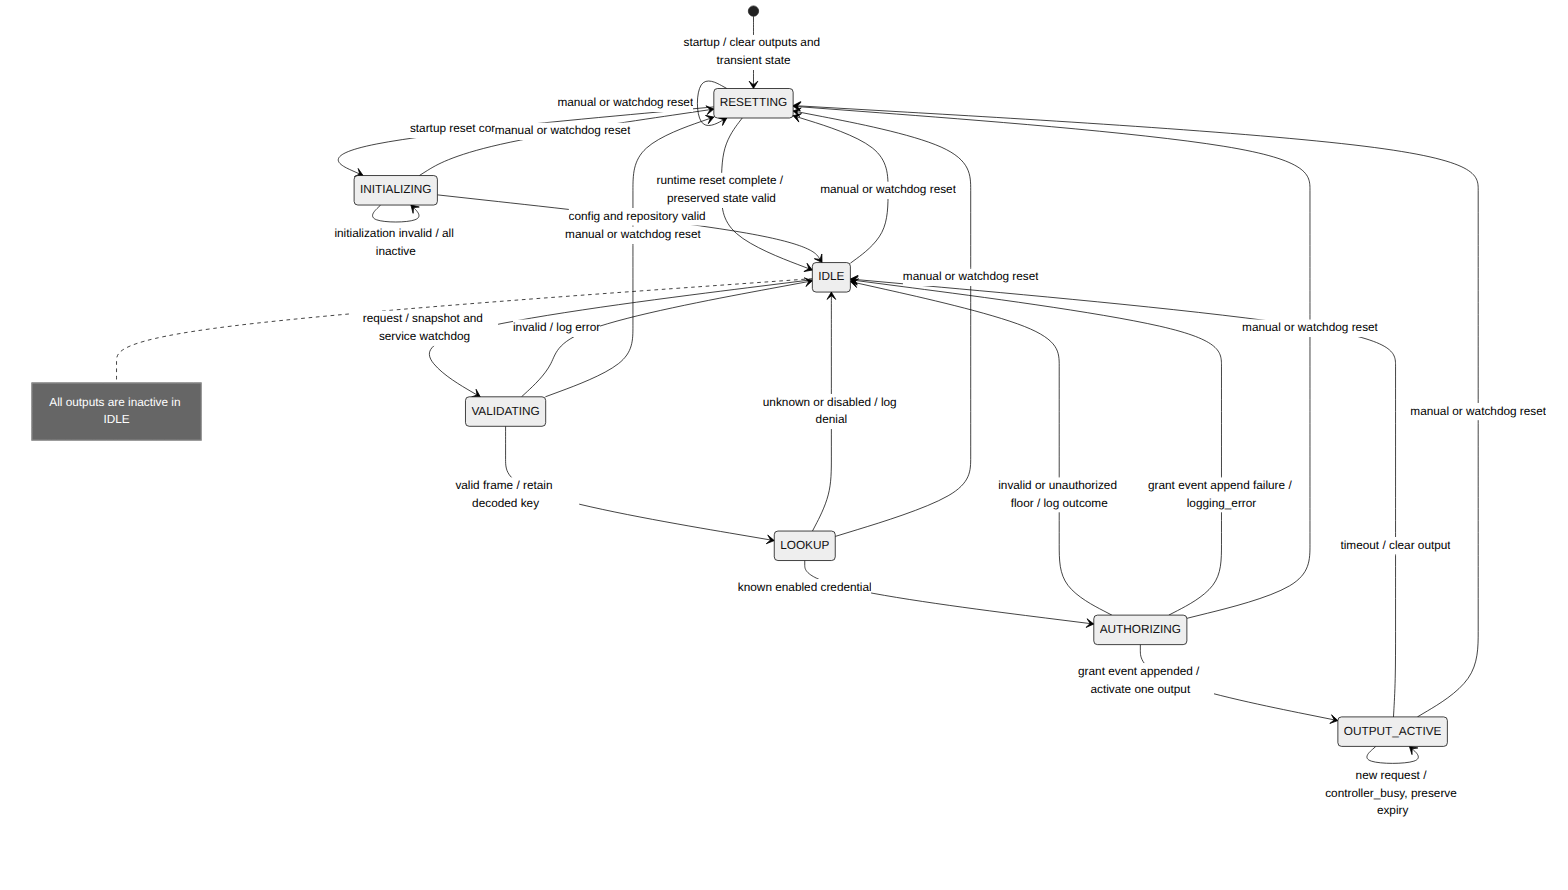 startup / clear outputs and
transient state
RESETTING
manual or watchdog reset
startup reset
manual or watchdog reset
INITIALIZING
runtime reset complete /
preserved state valid
manual or watchdog reset
config and repository valid
manual or watchdog reset
initialization invalid / all
inactive
IDLE
manual or watchdog reset
request / snapshot and
service watchdog
invalid / log error
manual or watchdog reset
All outputs are inactive in
IDLE
VALIDATING
unknown or disabled / log
denial
manual or watchdog reset
valid frame / retain
decoded key
invalid or unauthorized
floor / log outcome
grant event append failure /
logging_error
LOOKUP
timeout / clear output
known enabled credential
AUTHORIZING
grant event appended /
activate one output
OUTPUT_ACTIVE
new request /
controller_busy, preserve
expiry